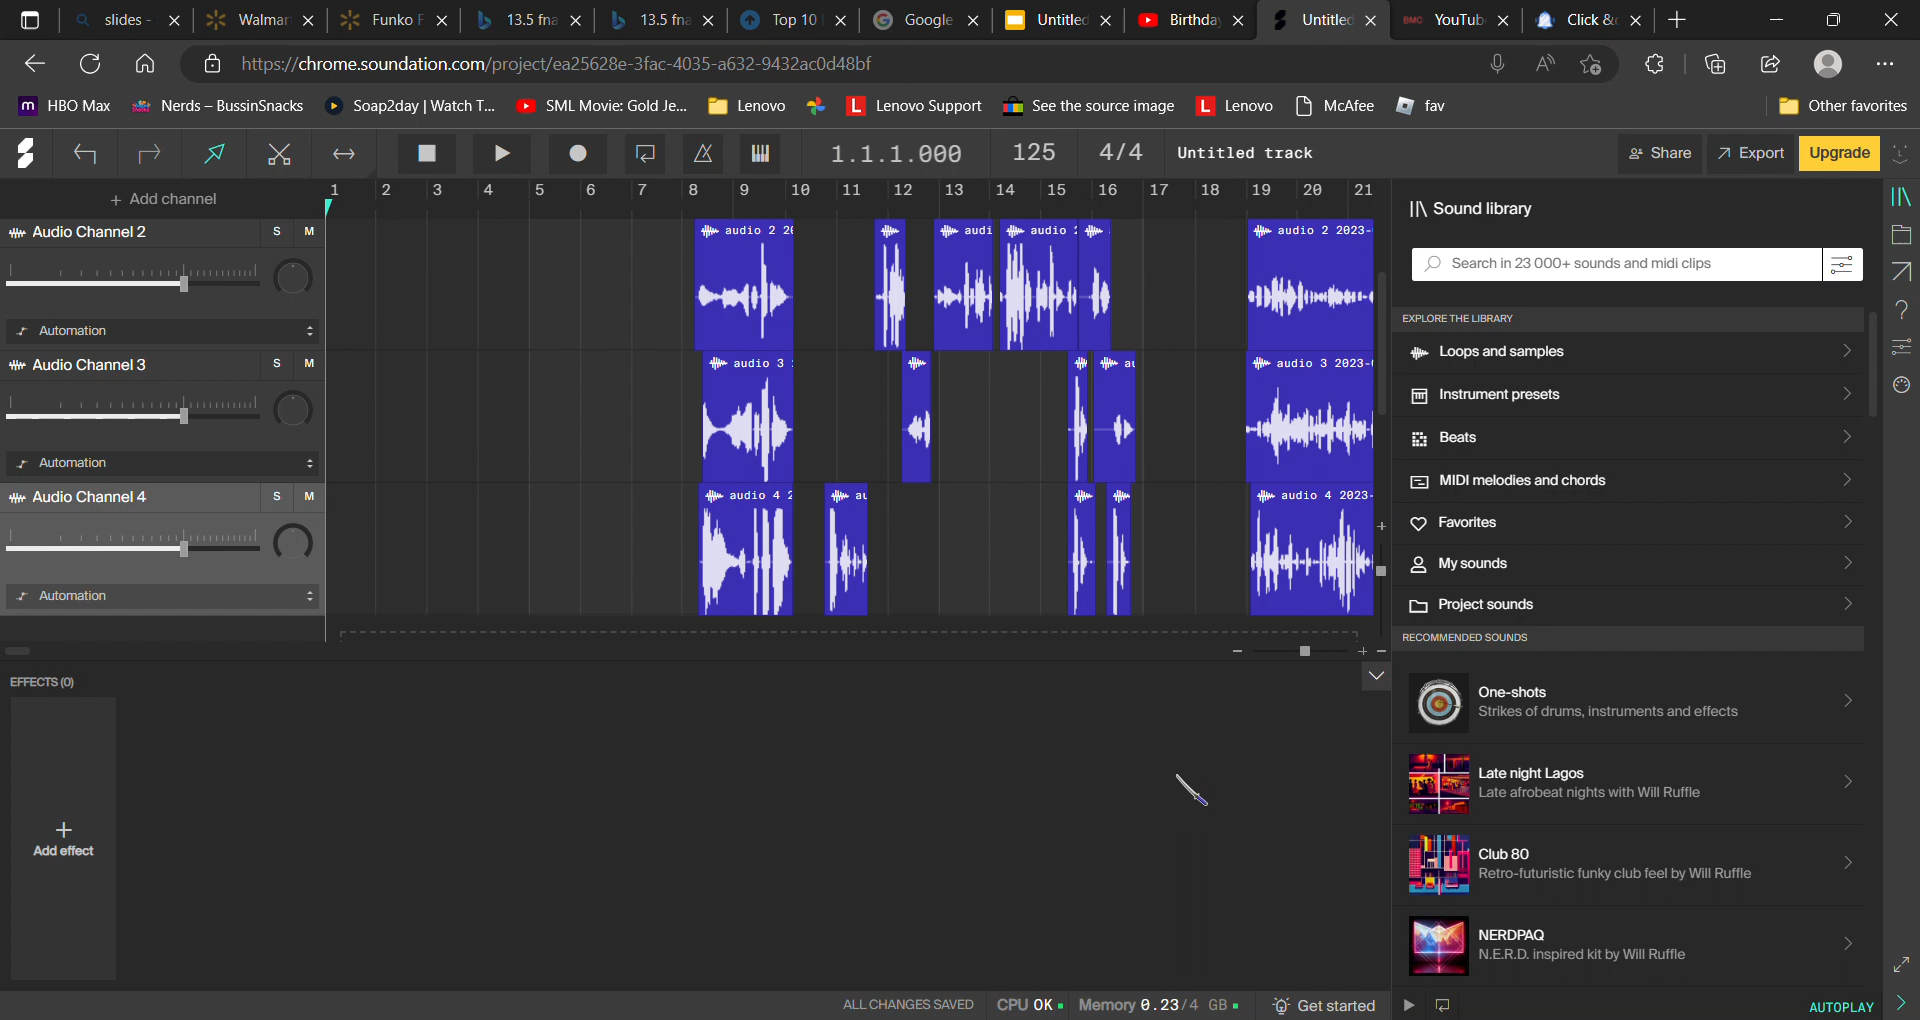 slides -
Walmar
Funko F
13.5 fna
13.5 fna
Top 10
Google
Untitled
Birthday
Untitled
BMC YouTub
Click &
https://chrome.soundation.com/project/ea25628e-3fac-4035-a632-9432ac0d48bf
m HBO Max
Nerds – BussinSnacks
Soap2day | Watch T...
SML Movie: Gold Je...
Lenovo
L Lenovo Support
See the source image
L Lenovo
McAfee
fav
Other favorites
1.1.1.000
125
4/4
Untitled track
Share
Export
Upgrade
+ Add channel
1 2 3 4 5 6 7 8 9 10 11 12 13 14 15 16 17 18 19 20 21
Audio Channel 2 S M
Automation
audio 2 20
audi
audio 2
audio 2 2023-
Audio Channel 3 S M
Automation
audio 3
au
audio 3 2023-
Audio Channel 4 S M
Automation
audio 4 2
au
audio 4 2023-
EFFECTS (0)
+
Add effect
Sound library
Search in 23 000+ sounds and midi clips
EXPLORE THE LIBRARY
Loops and samples
Instrument presets
Beats
MIDI melodies and chords
Favorites
My sounds
Project sounds
RECOMMENDED SOUNDS
One-shots
Strikes of drums, instruments and effects
Late night Lagos
Late afrobeat nights with Will Ruffle
Club 80
Retro-futuristic funky club feel by Will Ruffle
NERDPAQ
N.E.R.D. inspired kit by Will Ruffle
ALL CHANGES SAVED
CPU OK
Memory 0.23/4 GB
Get started
AUTOPLAY